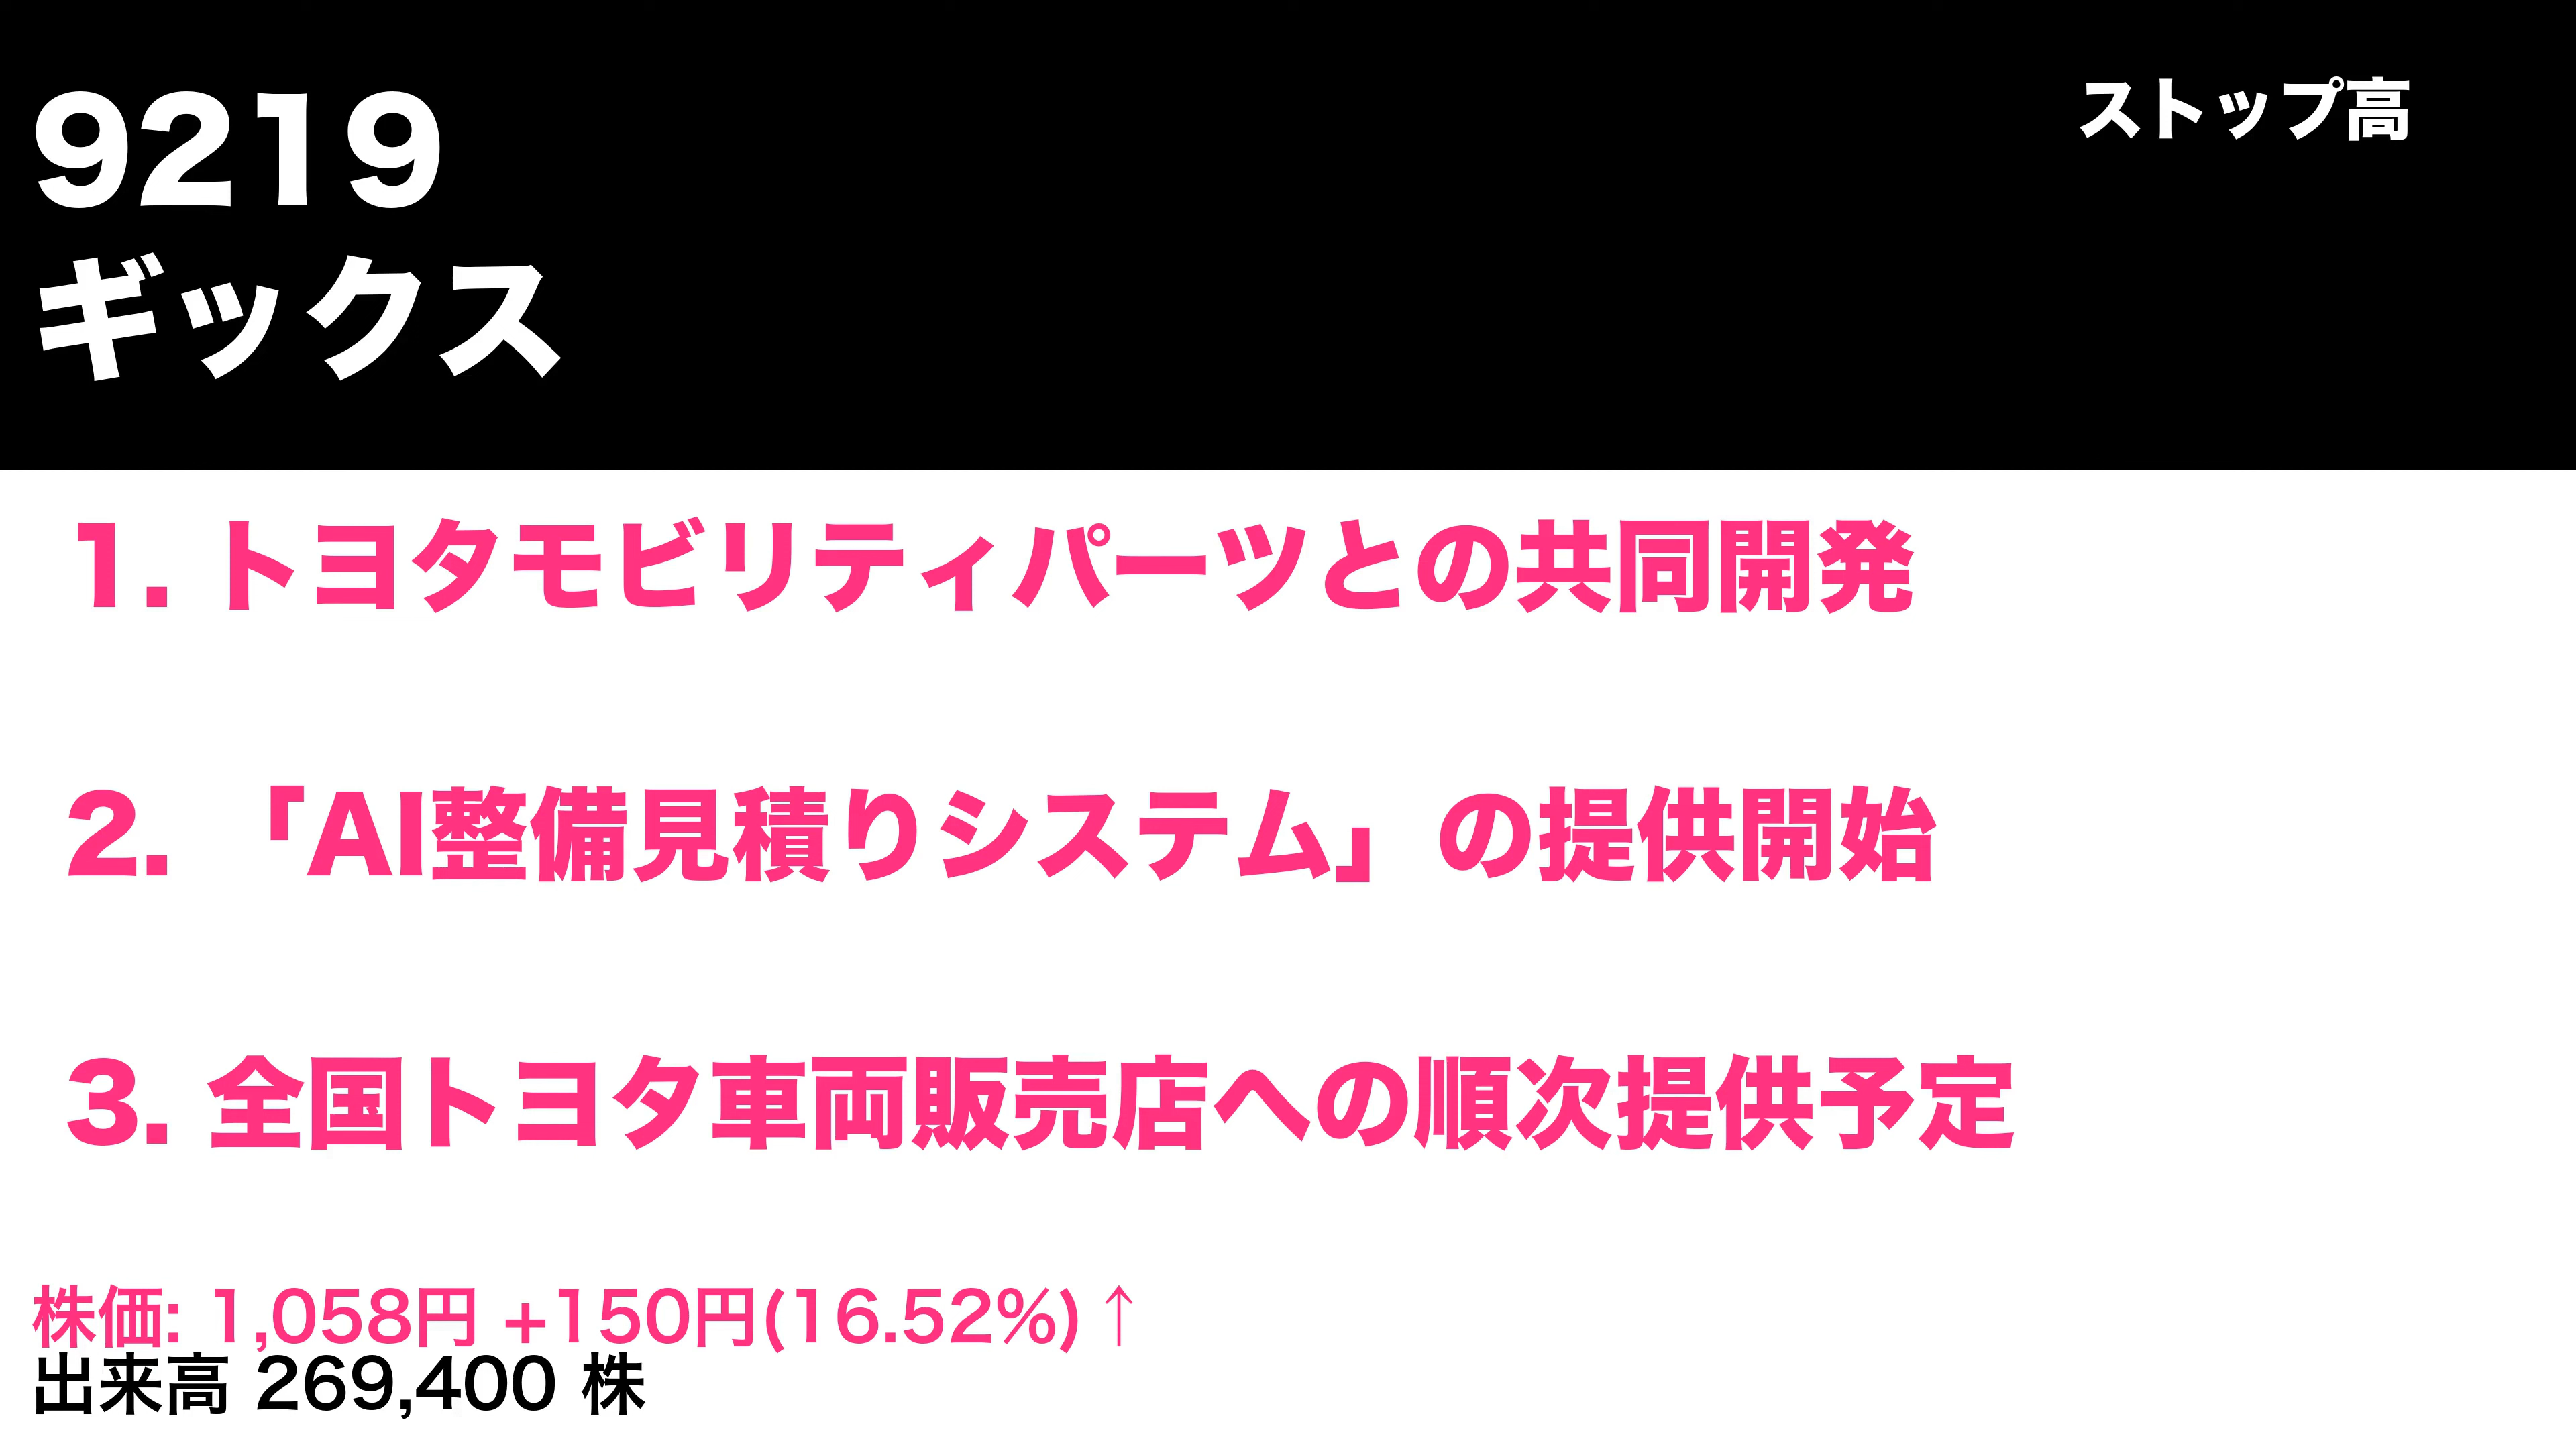 9219
ギックス
ストップ高
1. トヨタモビリティパーツとの共同開発
2. 「AI整備見積りシステム」の提供開始
3. 全国トヨタ車両販売店への順次提供予定
株価: 1,058円 +150円(16.52%)↑
出来高 269,400 株